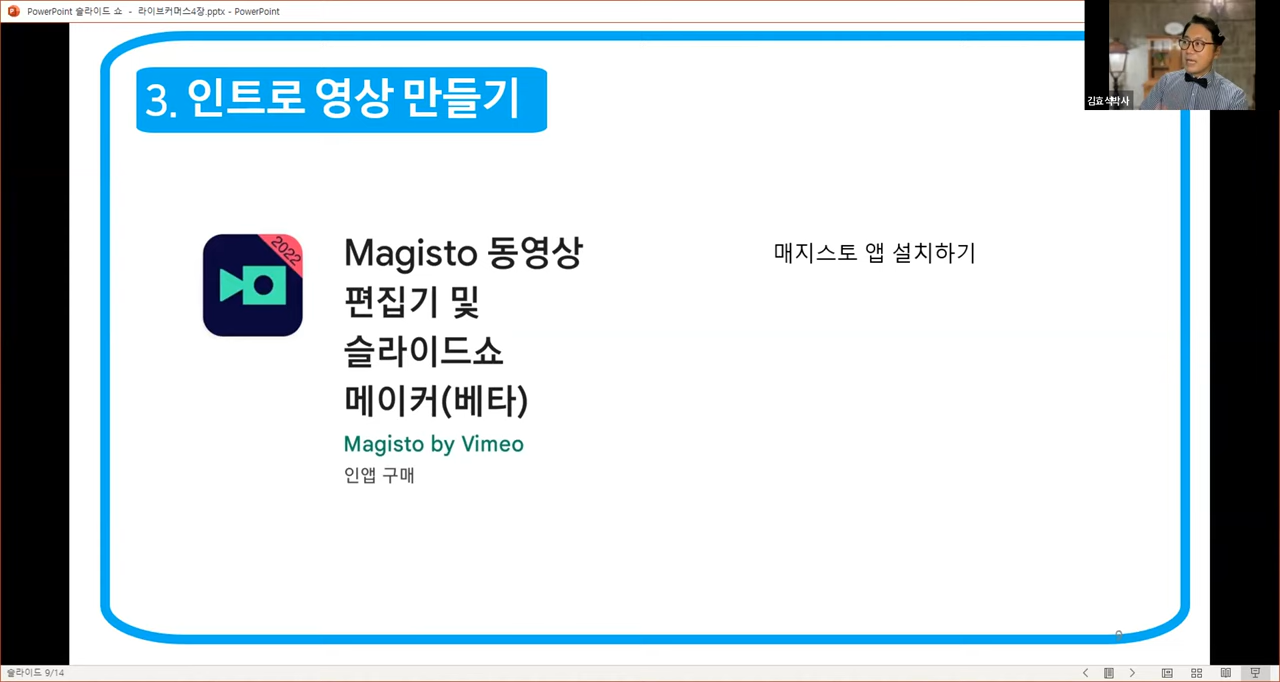 PowerPoint 슬라이드 쇼 - 라이브커머스4장.pptx - PowerPoint
김효석박사
3. 인트로 영상 만들기
2022
Magisto 동영상
편집기 및
슬라이드쇼
메이커(베타)
Magisto by Vimeo
인앱 구매
매지스토 앱 설치하기
슬라이드 9/14